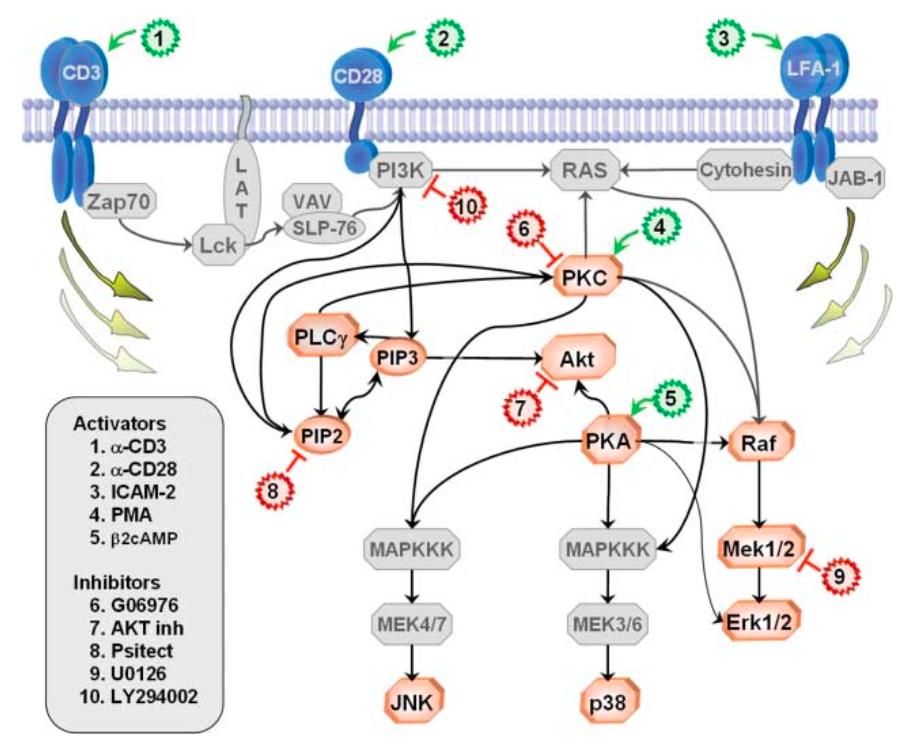 1
2
3
CD3
CD28
LFA-1
L
A
T
PI3K
RAS
Cytohesin
JAB-1
Zap70
VAV
10
Lck
SLP-76
6
4
PKC
PLCγ
PIP3
Akt
7
5
PIP2
PKA
Raf
8
MAPKKK
MAPKKK
Mek1/2
9
MEK4/7
MEK3/6
Erk1/2
JNK
p38
Activators
1. α-CD3
2. α-CD28
3. ICAM-2
4. PMA
5. β2cAMP
Inhibitors
6. G06976
7. AKT inh
8. Psitect
9. U0126
10. LY294002